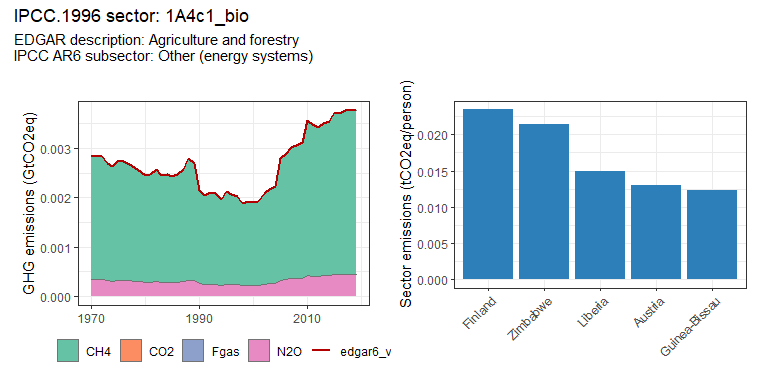 IPCC.1996 sector: 1A4c1_bio
EDGAR description: Agriculture and forestry
IPCC AR6 subsector: Other (energy systems)
GHG emissions (GtCO2eq)
0.003
0.002
0.001
0.000
1970
1990
2010
CH4
CO2
Fgas
N2O
edgar6_v
Sector emissions (tCO2eq/person)
0.020
0.015
0.010
0.005
0.000
Finland
Zimbabwe
Liberia
Austria
Guinea-Bissau